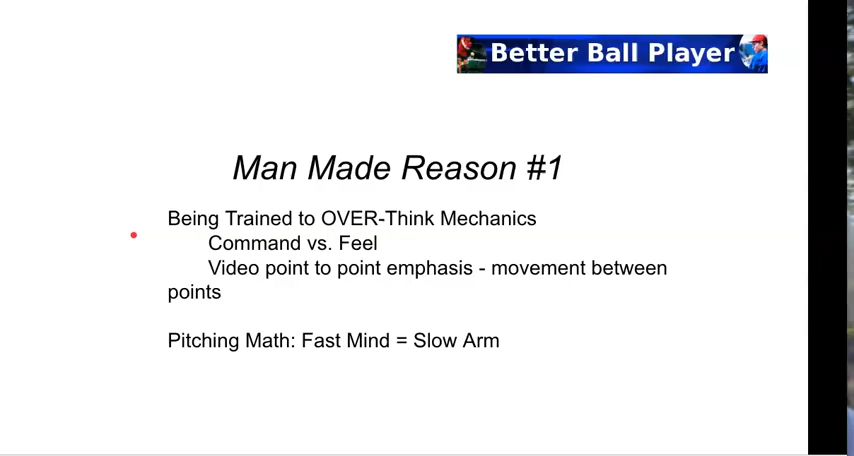 Better Ball Player
Man Made Reason #1
Being Trained to OVER-Think Mechanics
Command vs. Feel
Video point to point emphasis - movement between
points
Pitching Math: Fast Mind = Slow Arm